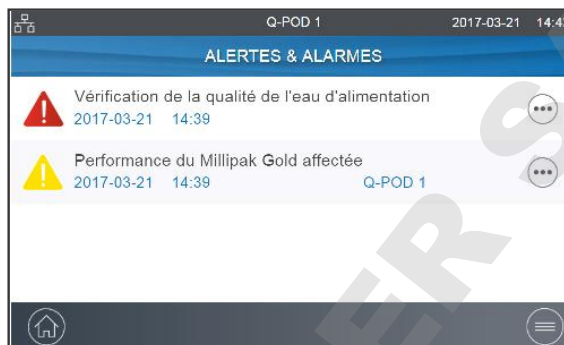 Q-POD 1 2017-03-21
ALERTES & ALARMES
Vérification de la qualité de l'eau d'alimentation
2017-03-21 14:39
Performance du Millipak Gold affectée
2017-03-21 14:39 Q-POD 1